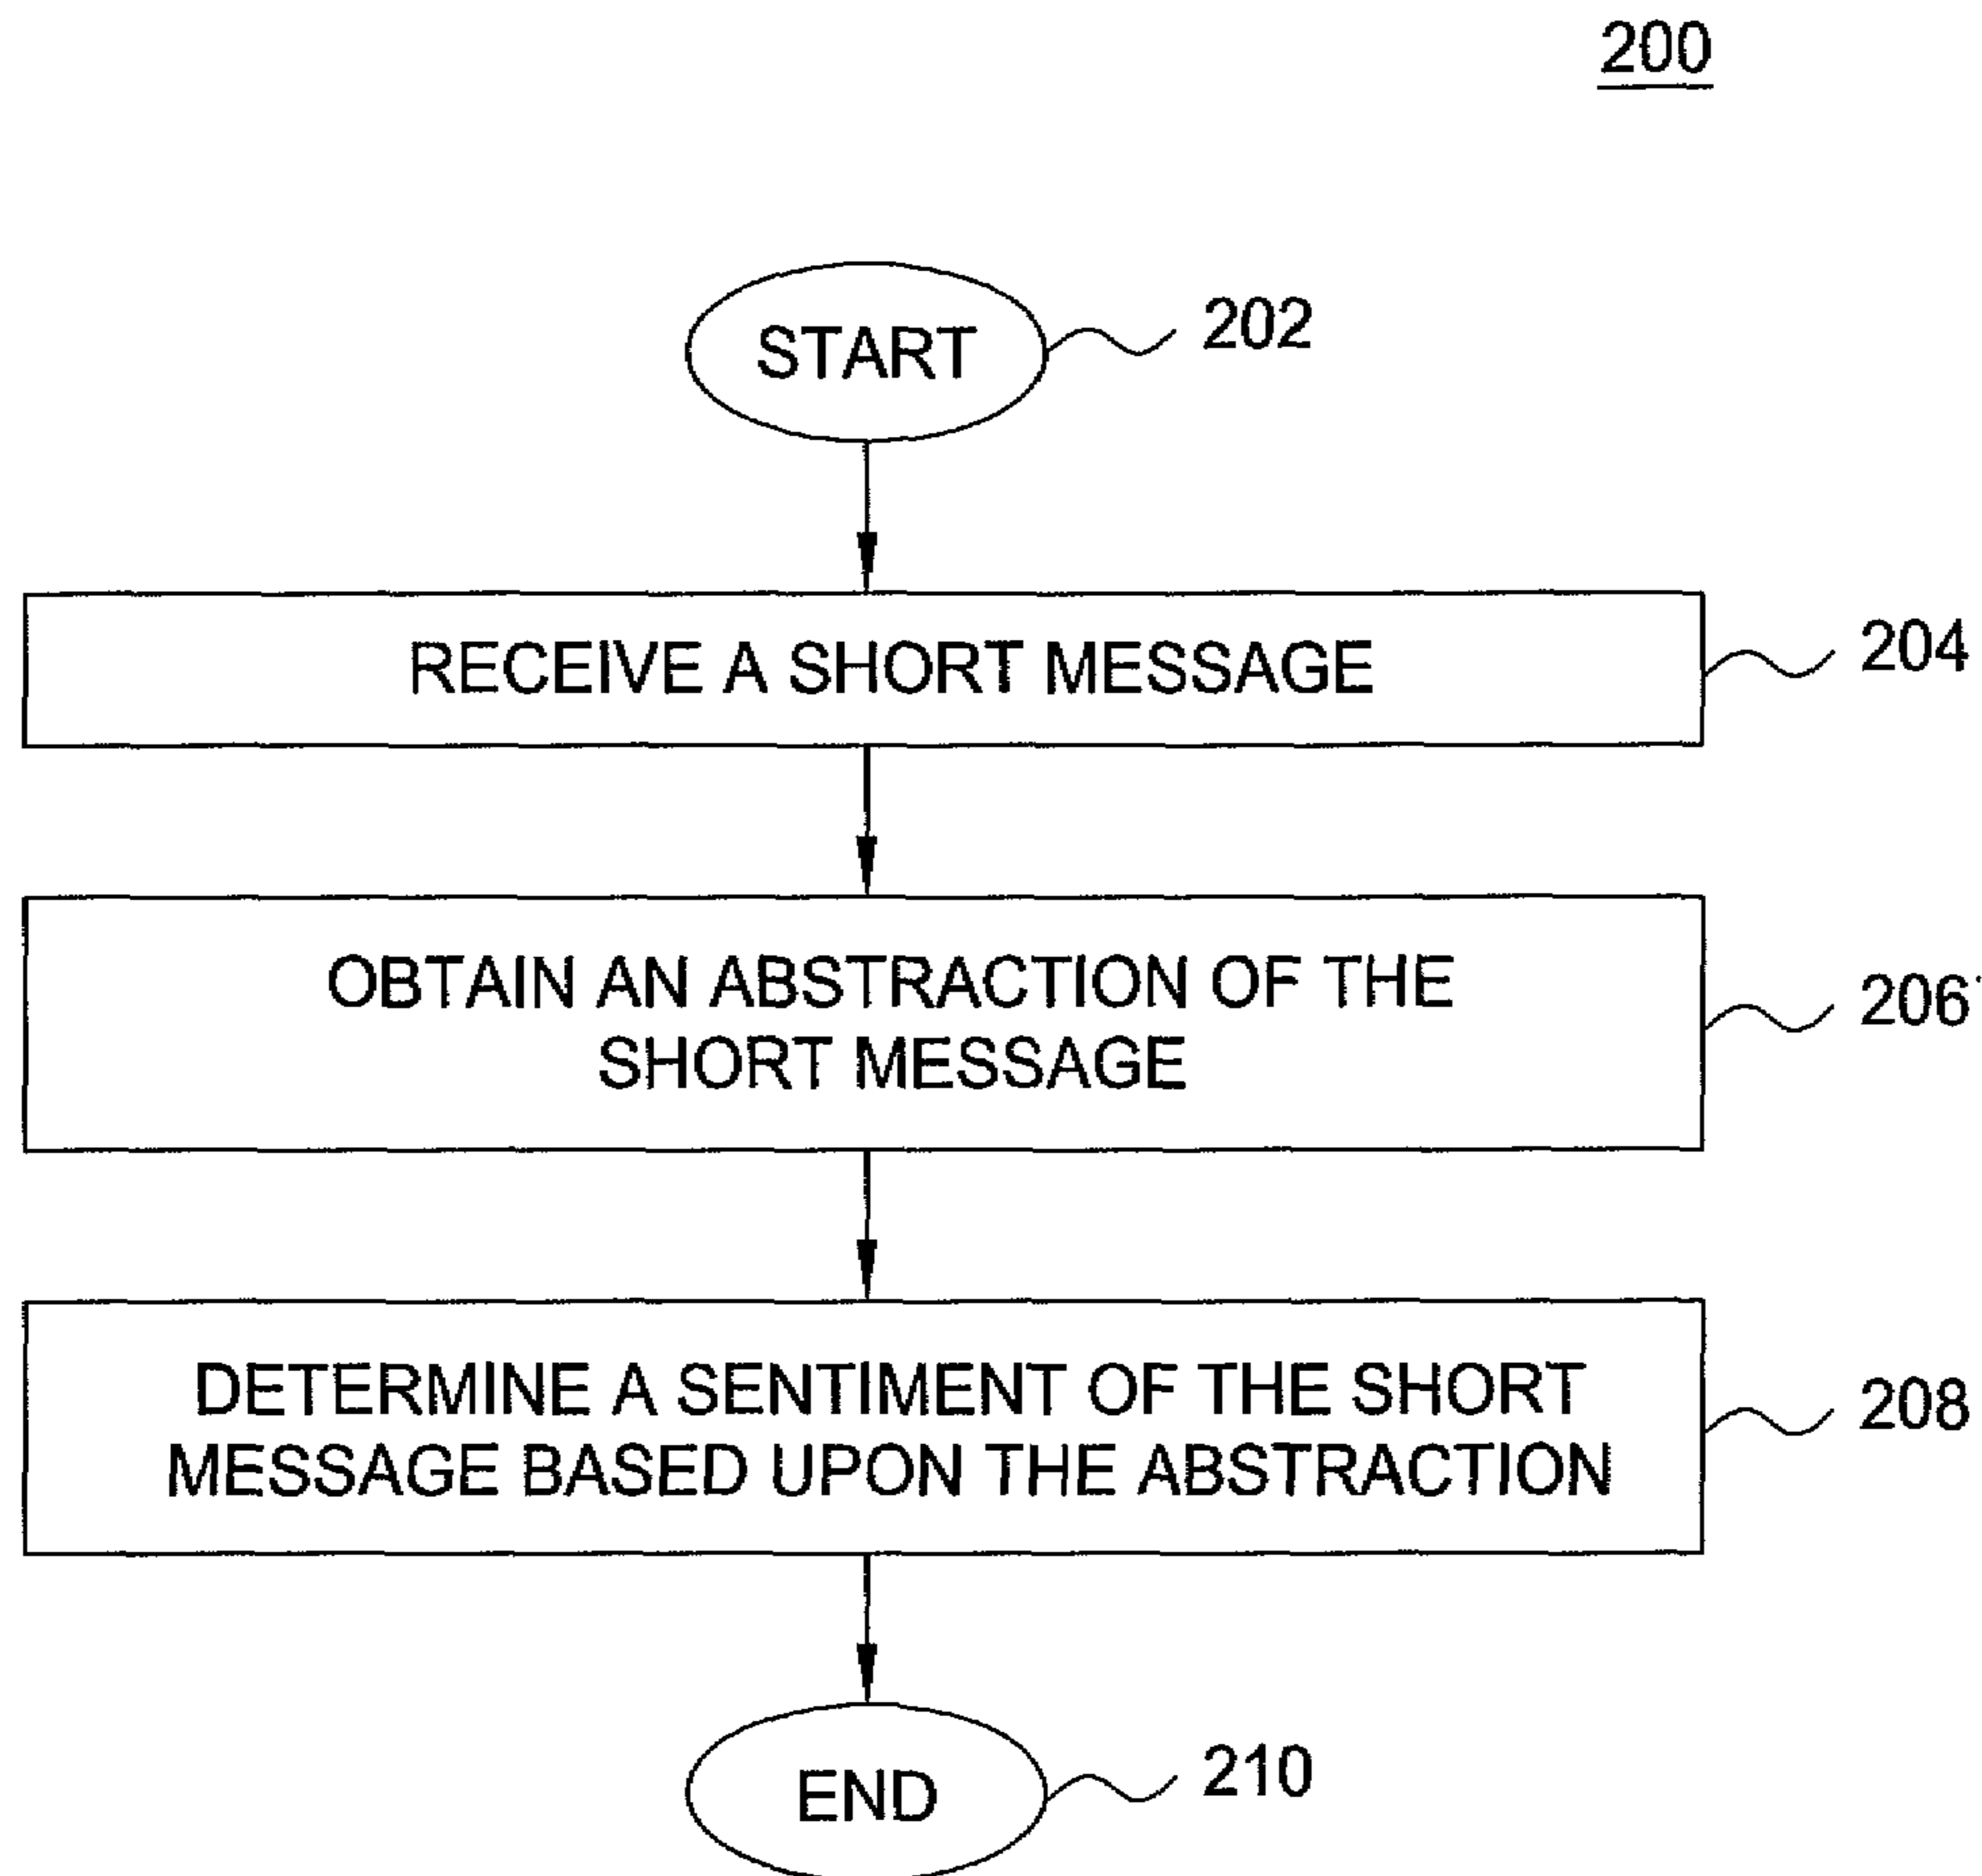 200
START
202
RECEIVE A SHORT MESSAGE
204
OBTAIN AN ABSTRACTION OF THE
SHORT MESSAGE
206
DETERMINE A SENTIMENT OF THE SHORT
MESSAGE BASED UPON THE ABSTRACTION
208
END
210